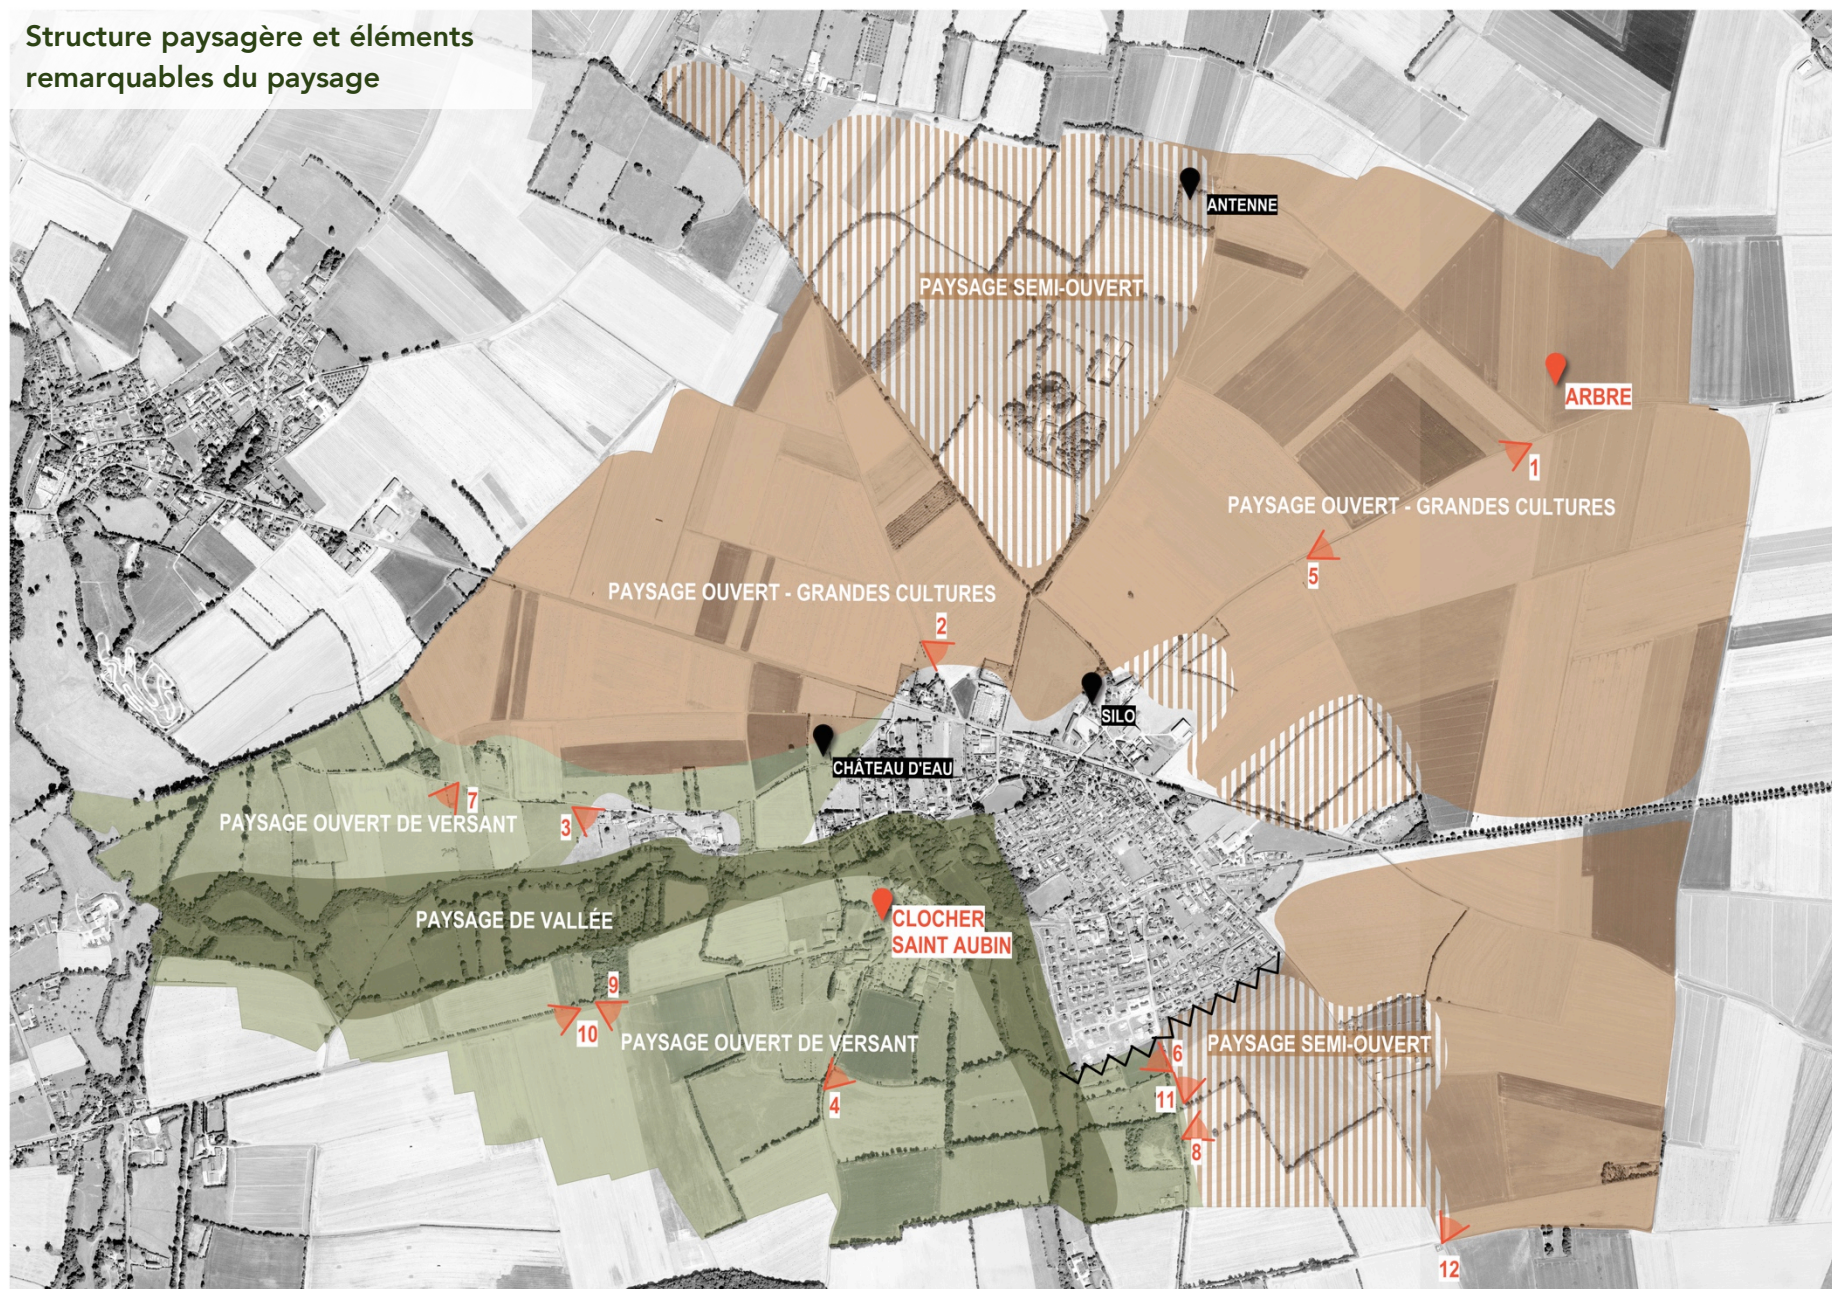 Structure paysagère et éléments
remarquables du paysage
ANTENNE
PAYSAGE SEMI-OUVERT
ARBRE
1
PAYSAGE OUVERT - GRANDES CULTURES
5
PAYSAGE OUVERT - GRANDES CULTURES
2
SILO
CHÂTEAU D'EAU
7
3
PAYSAGE OUVERT DE VERSANT
PAYSAGE DE VALLÉE
CLOCHER
SAINT AUBIN
9
10
PAYSAGE OUVERT DE VERSANT
6
PAYSAGE SEMI-OUVERT
4
11
8
12